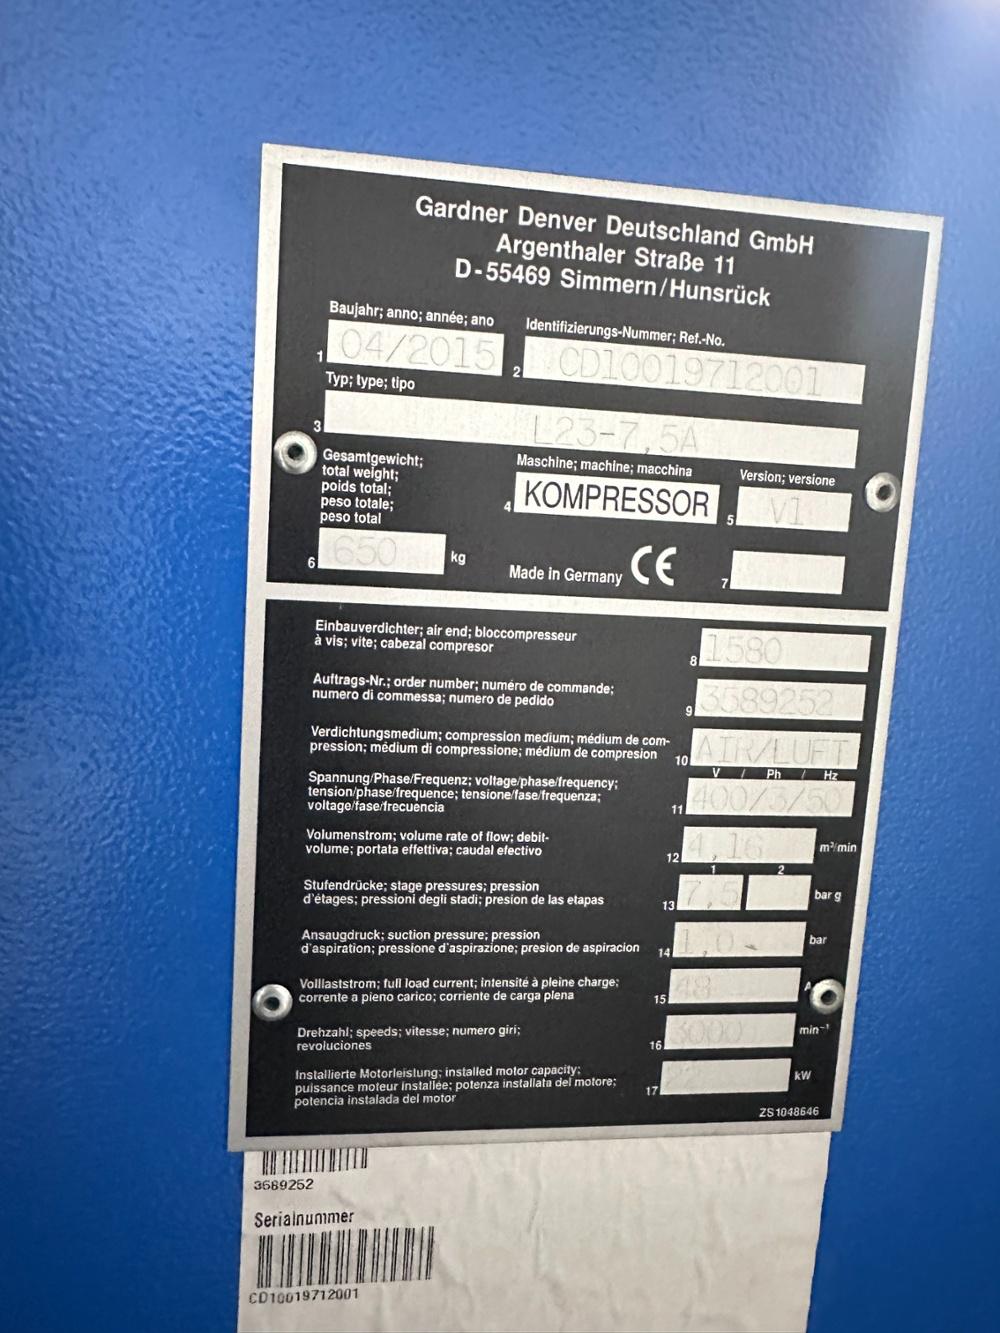 Gardner Denver Deutschland GmbH
Argenthaler Straße 11
D-55469 Simmern/Hunsrück
Baujahr; anno; année; ano
1 04/2015
Identifizierungs-Nummer; Ref.-No.
2 CD10019712001
Typ; type; tipo
3 L23-7,5A
Gesamtgewicht;
total weight;
poids total;
peso totale;
peso total
6 650 kg
Maschine; machine; macchina
4 KOMPRESSOR
Version; versione
5 V1
Made in Germany CE
7
Einbauverdichter; air end; bloccompresseur
à vis; vite; cabezal compresor
8 1580
Auftrags-Nr.; order number; numéro de commande;
numero di commessa; numero de pedido
9 3589252
Verdichtungsmedium; compression medium; médium de com-
pression; médium di compressione; médium de compresion
10 AIR/LUFT
V / Ph / Hz
Spannung/Phase/Frequenz; voltage/phase/frequency;
tension/phase/frequence; tensione/fase/frequenza;
voltage/fase/frecuencia
11 400/3/50
Volumenstrom; volume rate of flow; debit-
volume; portata effettiva; caudal efectivo
12 4,16 m³/min
1 2
Stufendrücke; stage pressures; pression
d'étages; pressioni degli stadi; presion de las etapas
13 7,5 bar g
Ansaugdruck; suction pressure; pression
d'aspiration; pressione d'aspirazione; presion de aspiracion
14 1,0 bar
Vollaststrom; full load current; intensité à pleine charge;
corrente a pieno carico; corriente de carga plena
15 48 A
Drehzahl; speeds; vitesse; numero giri;
revoluciones
16 3000 min⁻¹
Installierte Motorleistung; installed motor capacity;
puissance moteur installée; potenza installata del motore;
potencia instalada del motor
17 22 kW
ZS1048646
3589252
Serialnummer
CD10019712001